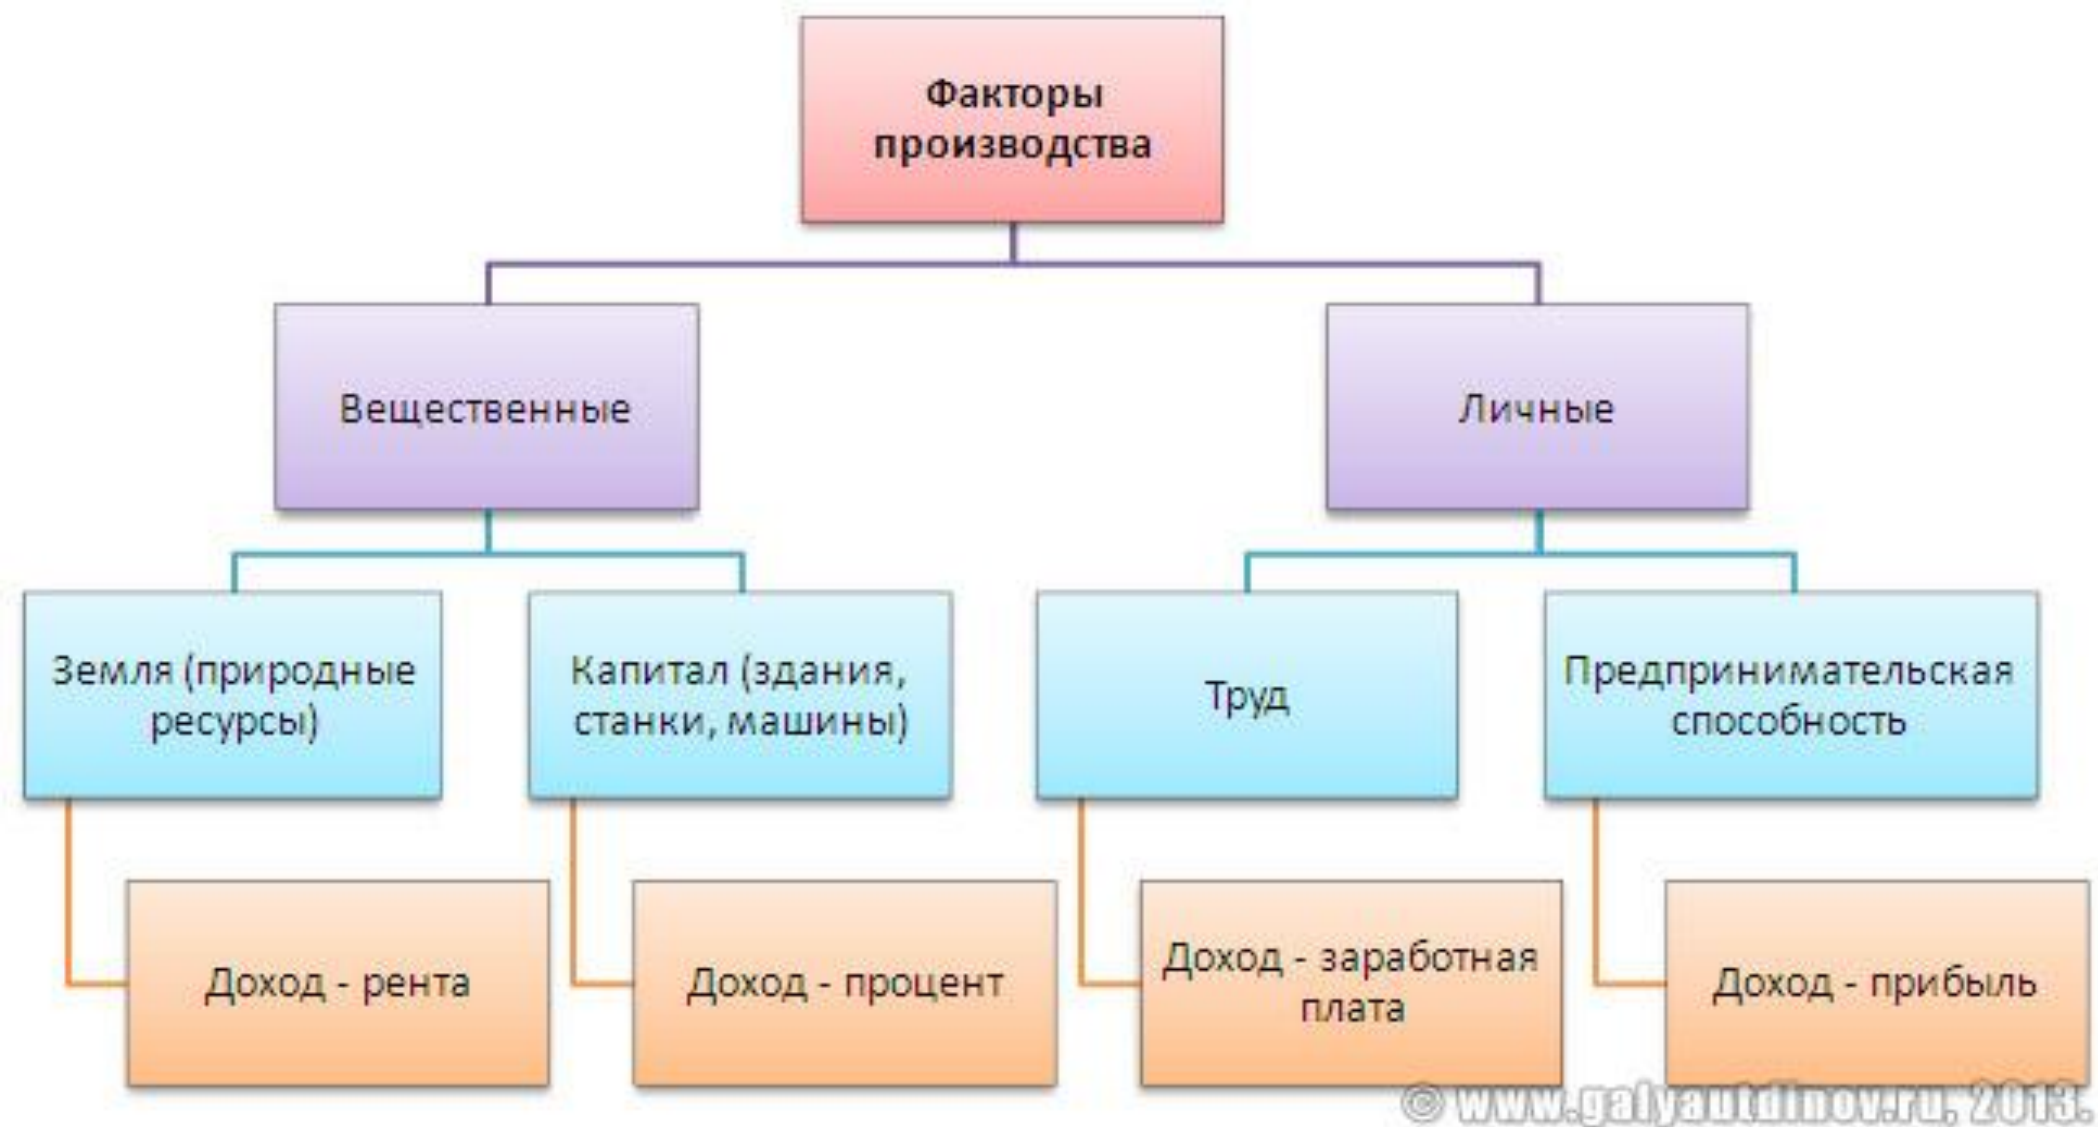 Факторы
производства
Вещественные
Личные
Земля (природные
ресурсы)
Капитал (здания,
станки, машины)
Труд
Предпринимательская
способность
Доход - рента
Доход - процент
Доход - заработная
плата
Доход - прибыль
© www.galyautdinov.ru, 2013.